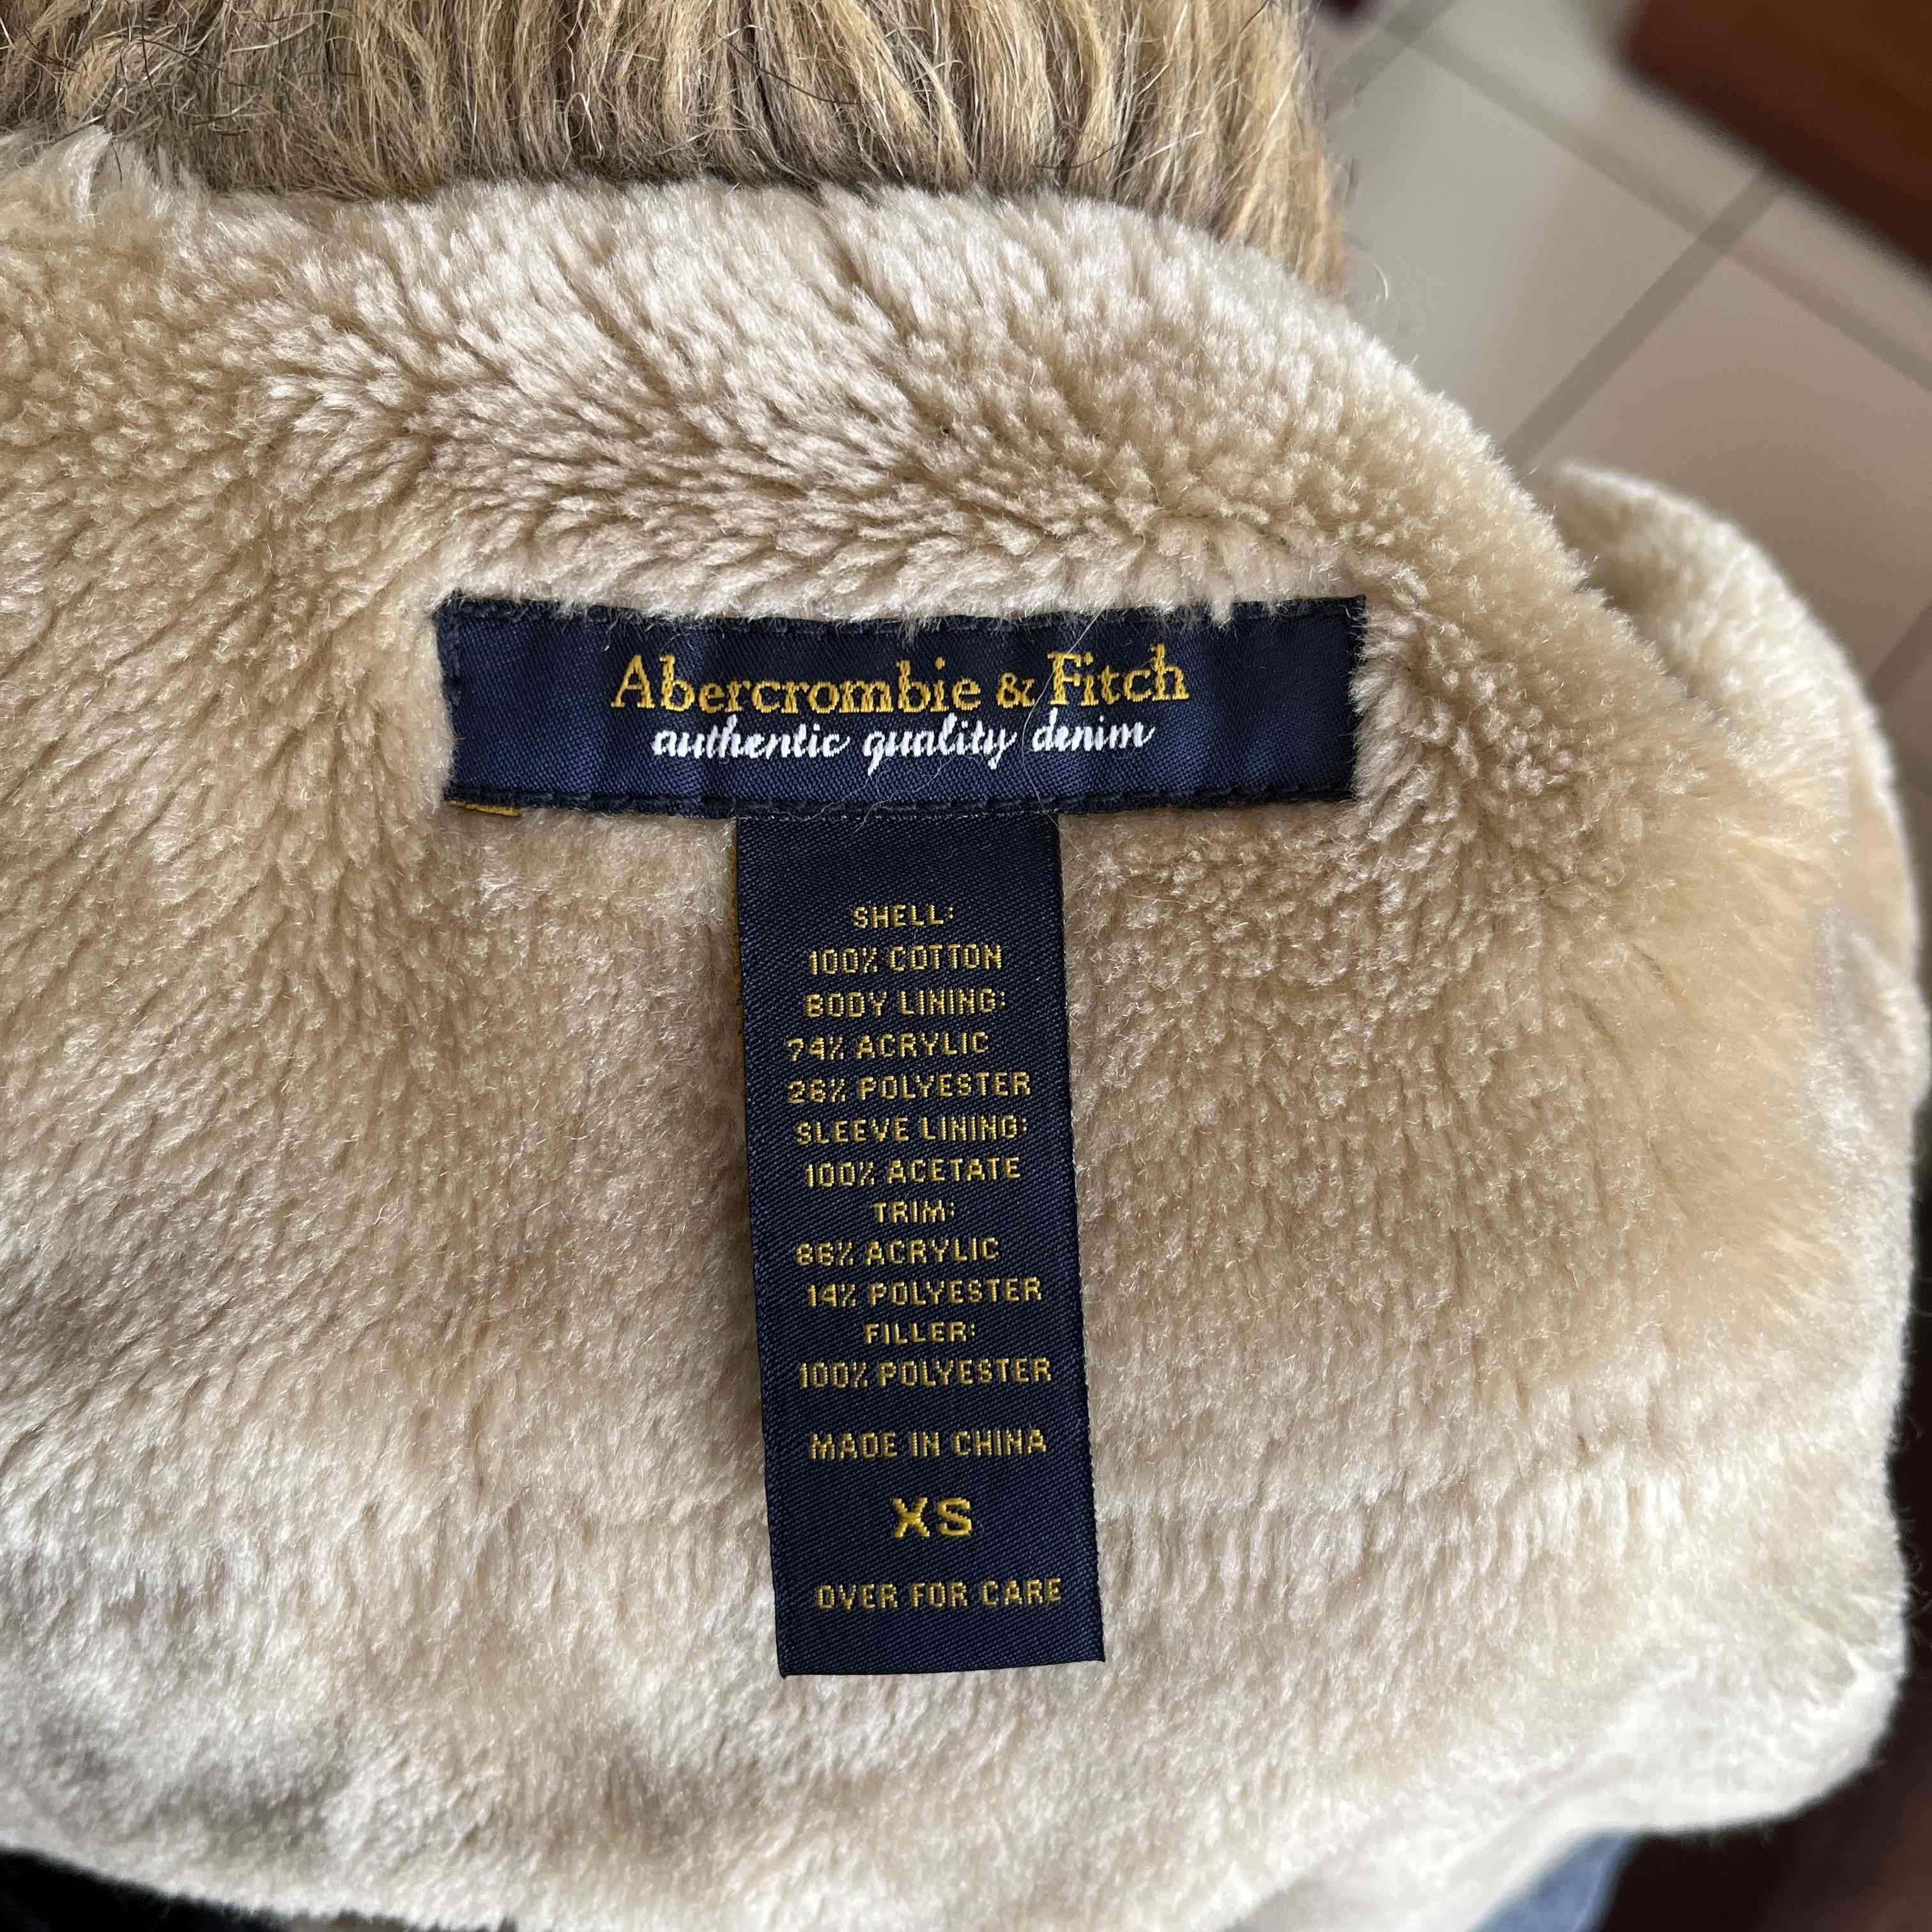 Abercrombie & Fitch
authentic quality denim
SHELL:
100% COTTON
BODY LINING:
74% ACRYLIC
26% POLYESTER
SLEEVE LINING:
100% ACETATE
TRIM:
86% ACRYLIC
14% POLYESTER
FILLER:
100% POLYESTER
MADE IN CHINA
XS
OVER FOR CARE